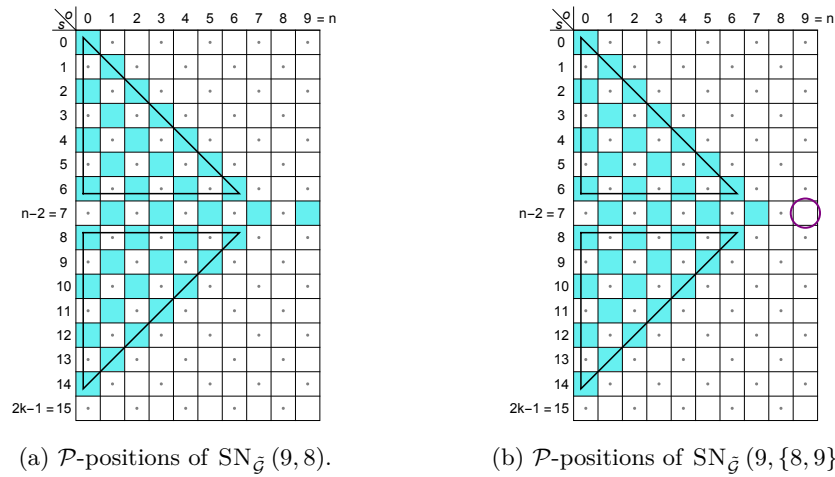 o
s
0 1 2 3 4 5 6 7 8 9 = n
0
1
2
3
4
5
6
n−2 = 7
8
9
10
11
12
13
14
2k−1 = 15
(a) P-positions of SN_G̃ (9, 8).
o
s
0 1 2 3 4 5 6 7 8 9 = n
0
1
2
3
4
5
6
n−2 = 7
8
9
10
11
12
13
14
2k−1 = 15
(b) P-positions of SN_G̃ (9, {8, 9}